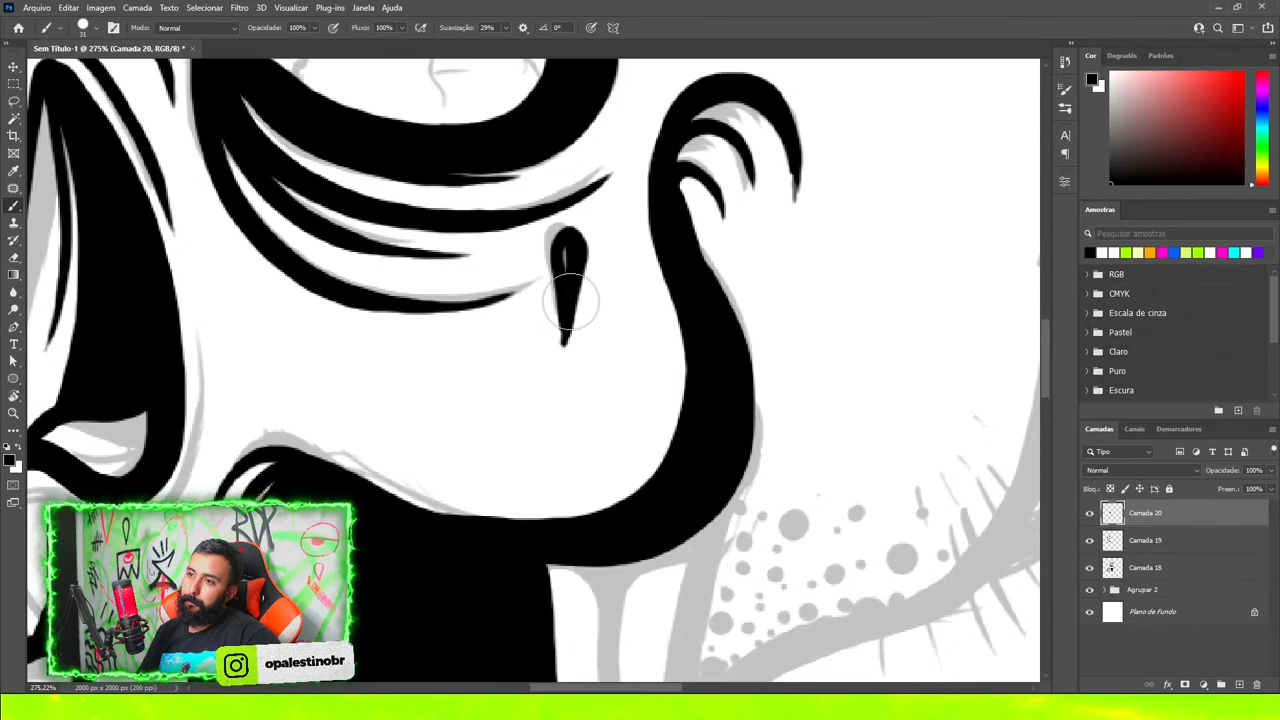 Arquivo Editar Imagem Camada Texto Selecionar Filtro 3D Visualizar Plug-ins Janela Ajuda
31 Modo: Normal Opacidade: 100% Fluxo: 100% Suavização: 29% 0°
Sem Título-1 @ 275% (Camada 20, RGB/8) *
Cor Degradês Padrões
Amostras
Pesquisar amostras
RGB
CMYK
Escala de cinza
Pastel
Claro
Puro
Escura
Camadas Canais Demarcadores
Tipo
Normal Opacidade: 100%
Bloq.: Preen.: 100%
Camada 20
Camada 19
Camada 18
Agrupar 2
Plano de Fundo
opalestinobr
275,22% 2000 px x 2000 px (200 ppi)